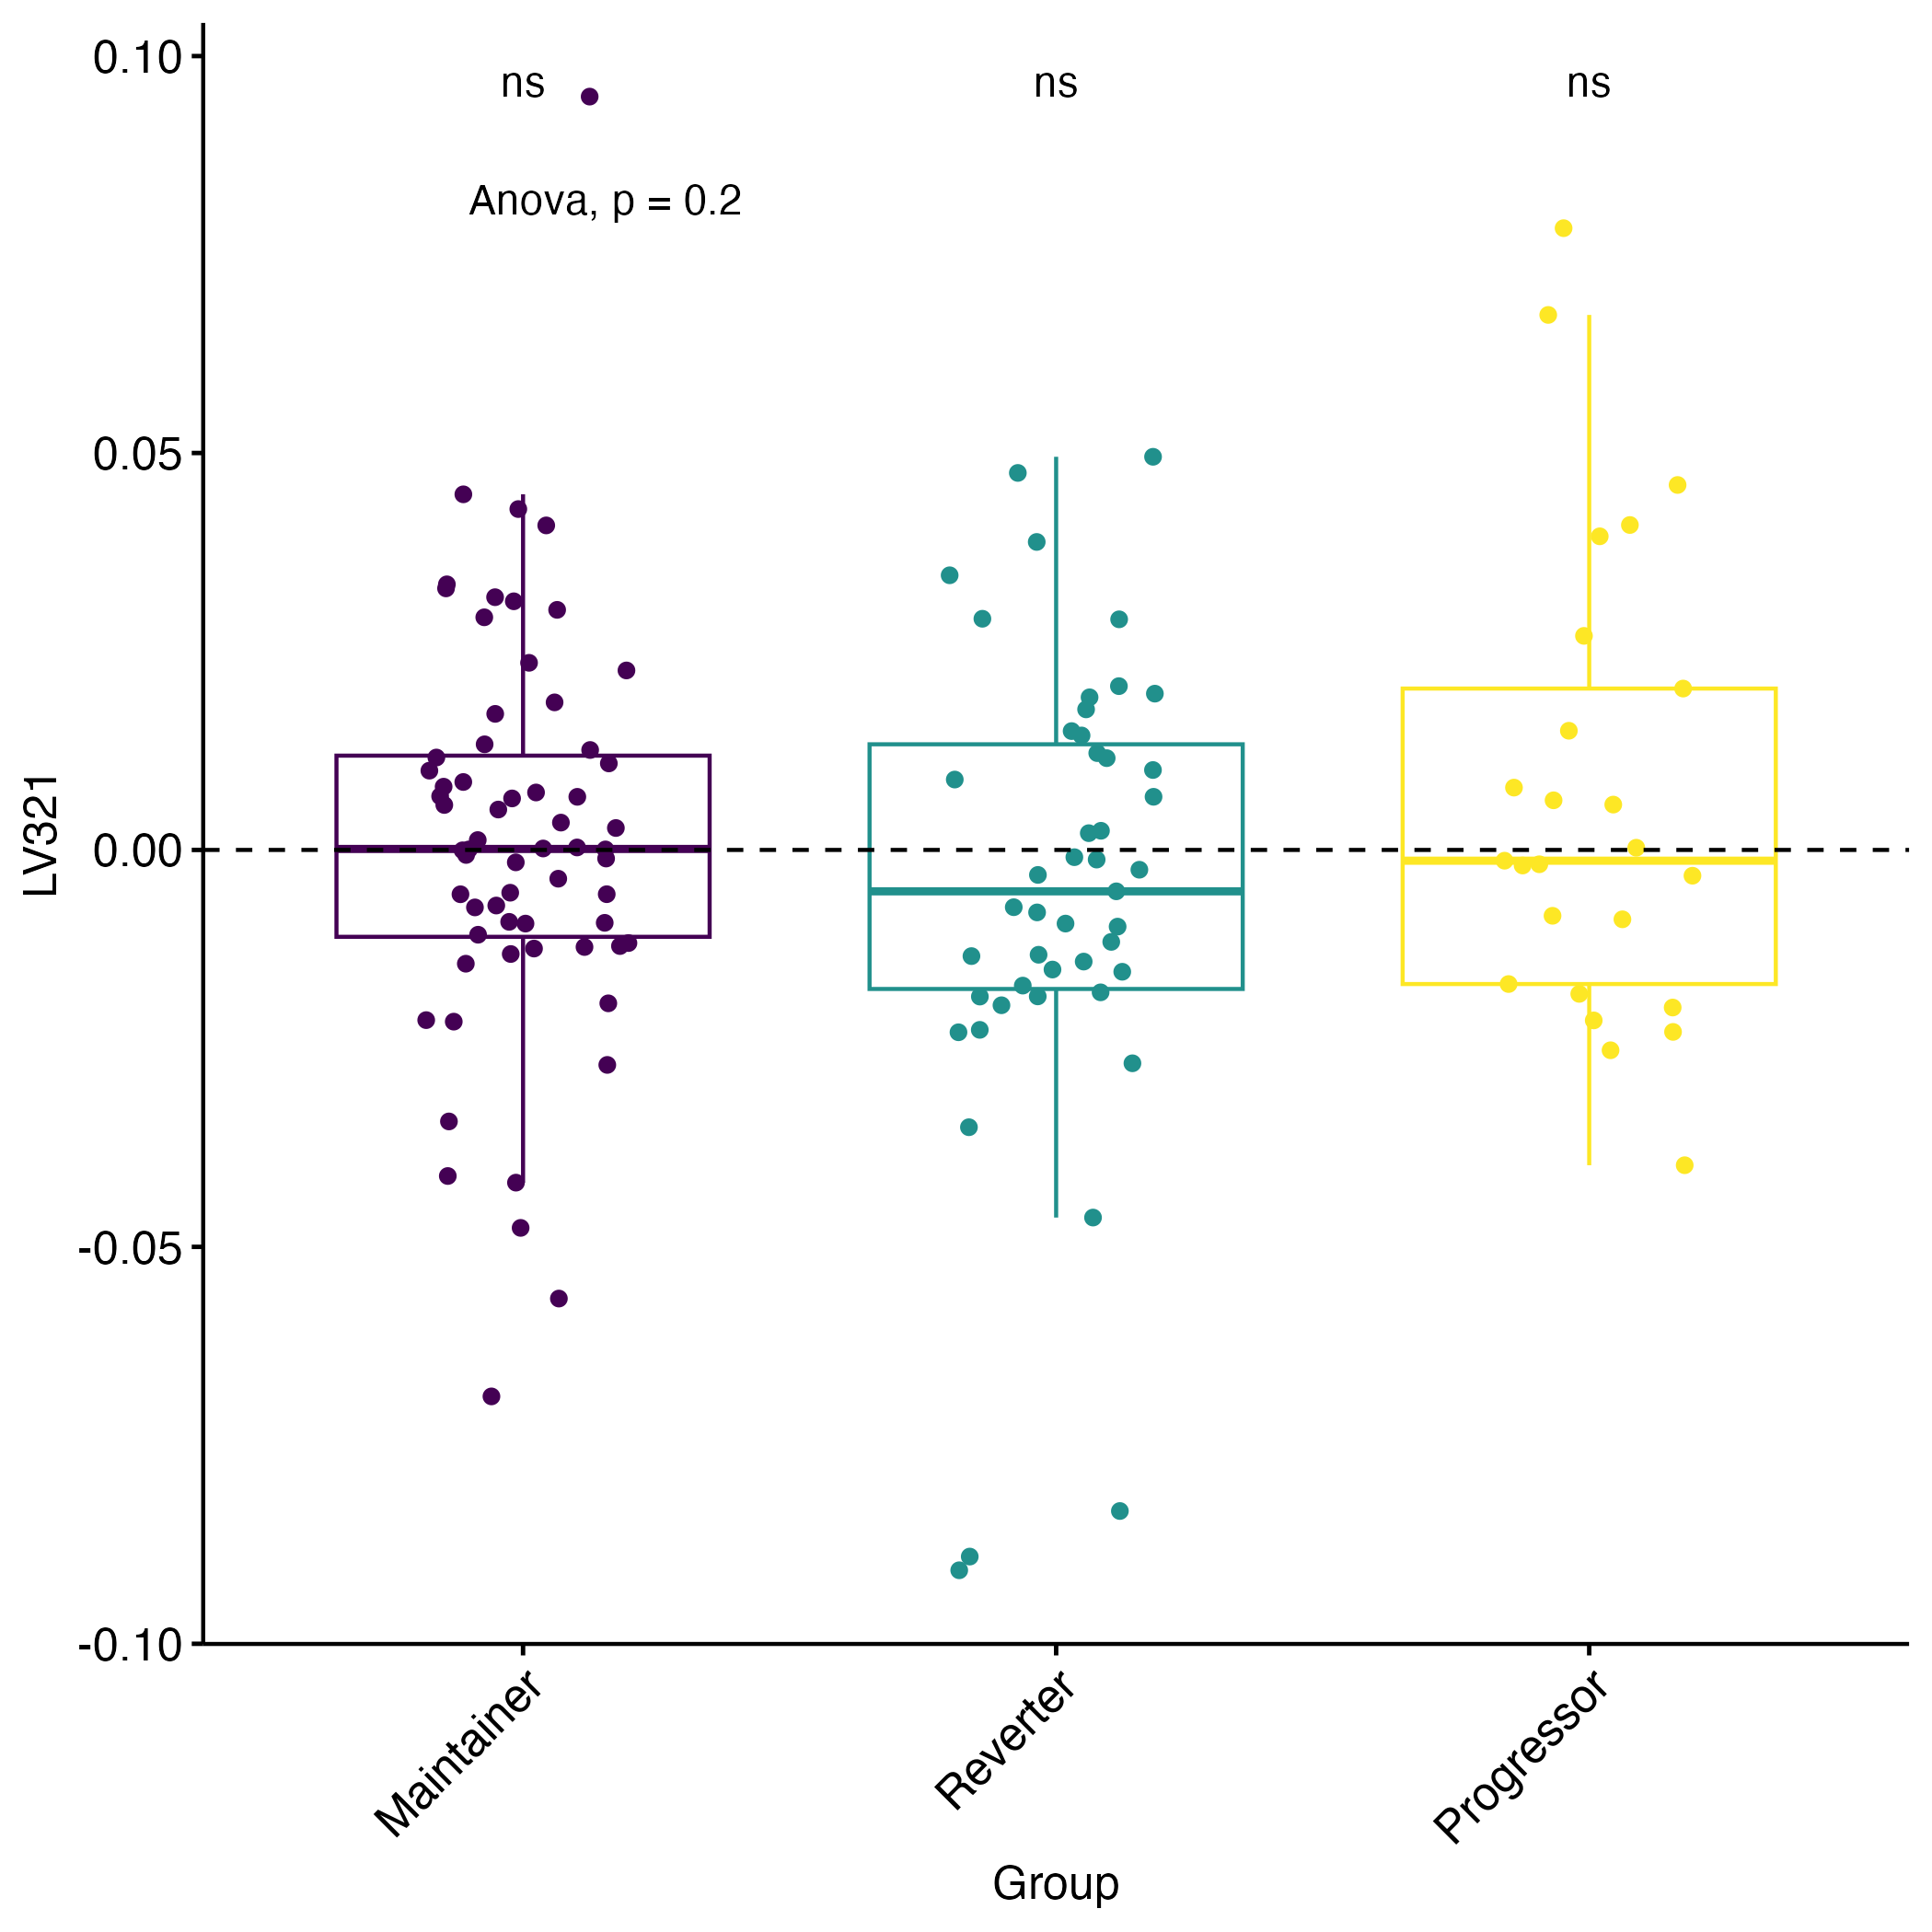 0.10
ns
ns
ns
Anova, p = 0.2
0.05
LV321
0.00
-0.05
-0.10
Maintainer
Reverter
Progressor
Group